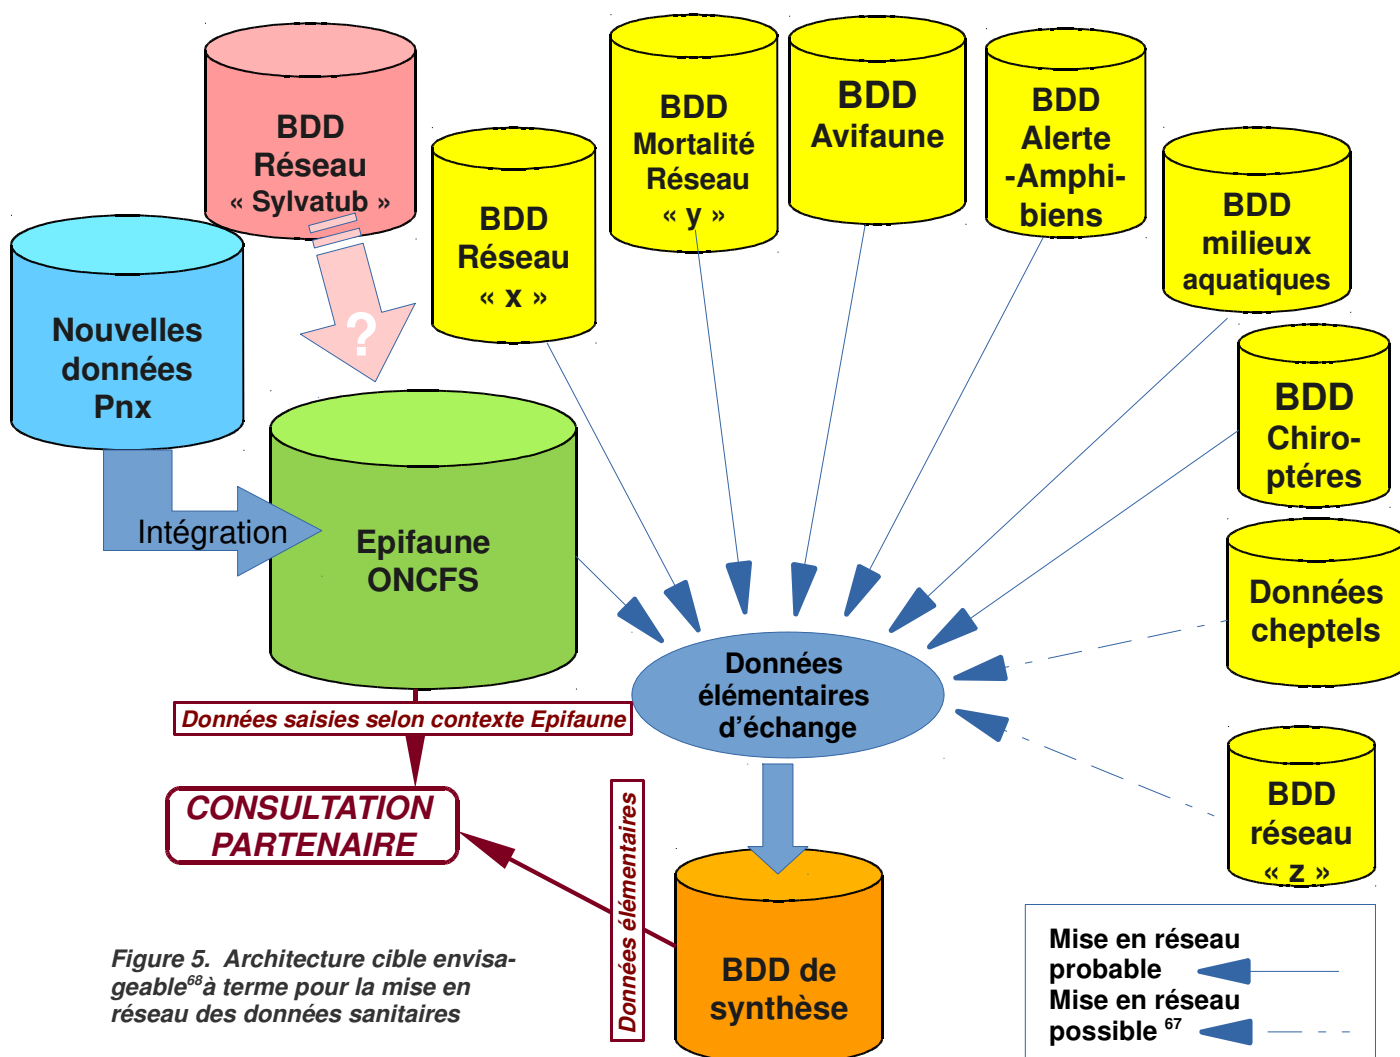 BDD
Réseau
« Sylvatub »
BDD
Réseau
« x »
BDD
Mortalité
Réseau
« y »
BDD
Avifaune
BDD
Alerte
-Amphi-
biens
BDD
milieux
aquatiques
Nouvelles
données
Pnx
?
BDD
Chiro-
ptéres
Intégration
Epifaune
ONCFS
Données
cheptels
Données
élémentaires
d'échange
Données saisies selon contexte Epifaune
CONSULTATION
PARTENAIRE
Données élémentaires
BDD
réseau
« z »
BDD de
synthèse
Figure 5. Architecture cible envisa-
geable⁶⁸à terme pour la mise en
réseau des données sanitaires
Mise en réseau
probable
Mise en réseau
possible ⁶⁷